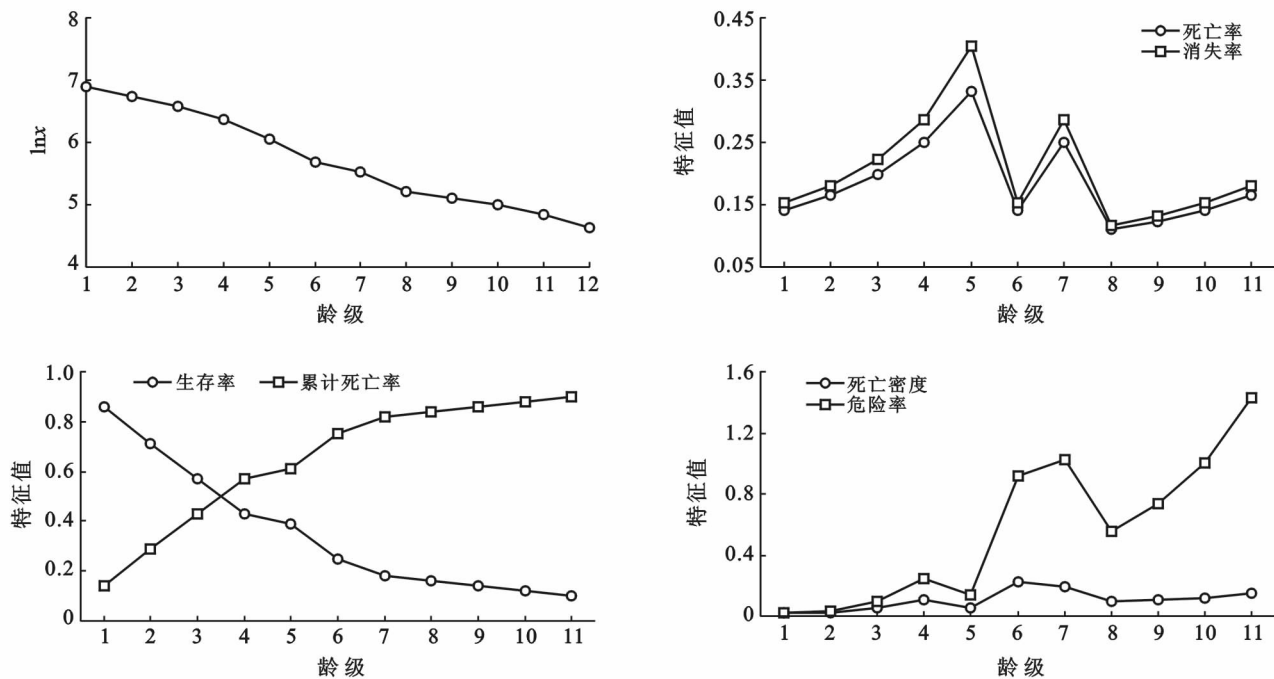 8
7
6
5
4
lnx
1 2 3 4 5 6 7 8 9 10 11 12
龄级
0.45
0.35
0.25
0.15
0.05
特征值
死亡率
消失率
1 2 3 4 5 6 7 8 9 10 11
龄级
1.0
0.8
0.6
0.4
0.2
0
特征值
生存率 累计死亡率
1 2 3 4 5 6 7 8 9 10 11
龄级
1.6
1.2
0.8
0.4
0
特征值
死亡密度
危险率
1 2 3 4 5 6 7 8 9 10 11
龄级